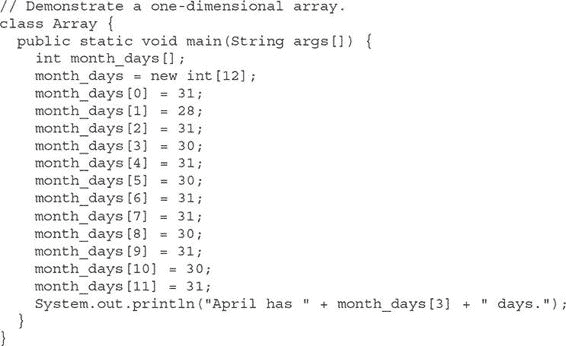 // Demonstrate a one-dimensional array.
class Array {
  public static void main(String args[]) {
    int month_days[];
    month_days = new int[12];
    month_days[0] = 31;
    month_days[1] = 28;
    month_days[2] = 31;
    month_days[3] = 30;
    month_days[4] = 31;
    month_days[5] = 30;
    month_days[6] = 31;
    month_days[7] = 31;
    month_days[8] = 30;
    month_days[9] = 31;
    month_days[10] = 30;
    month_days[11] = 31;
    System.out.println("April has " + month_days[3] + " days.");
  }
}